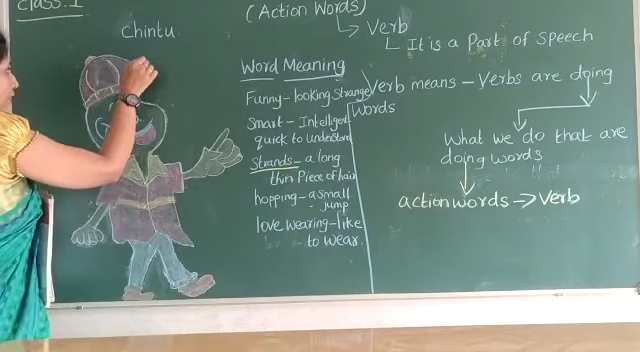 Class-1
Chintu
(Action Words)
Verb
It is a Part of speech
Word Meaning
Funny-looking strange
Smart- Intelligent
quick to understand
Strands- a long
thin Piece of hair
hopping-a small
- jump
love wearing-like
to wear.
Verb means - Verbs are doing
Words
What we do that are
doing words
action words → Verb